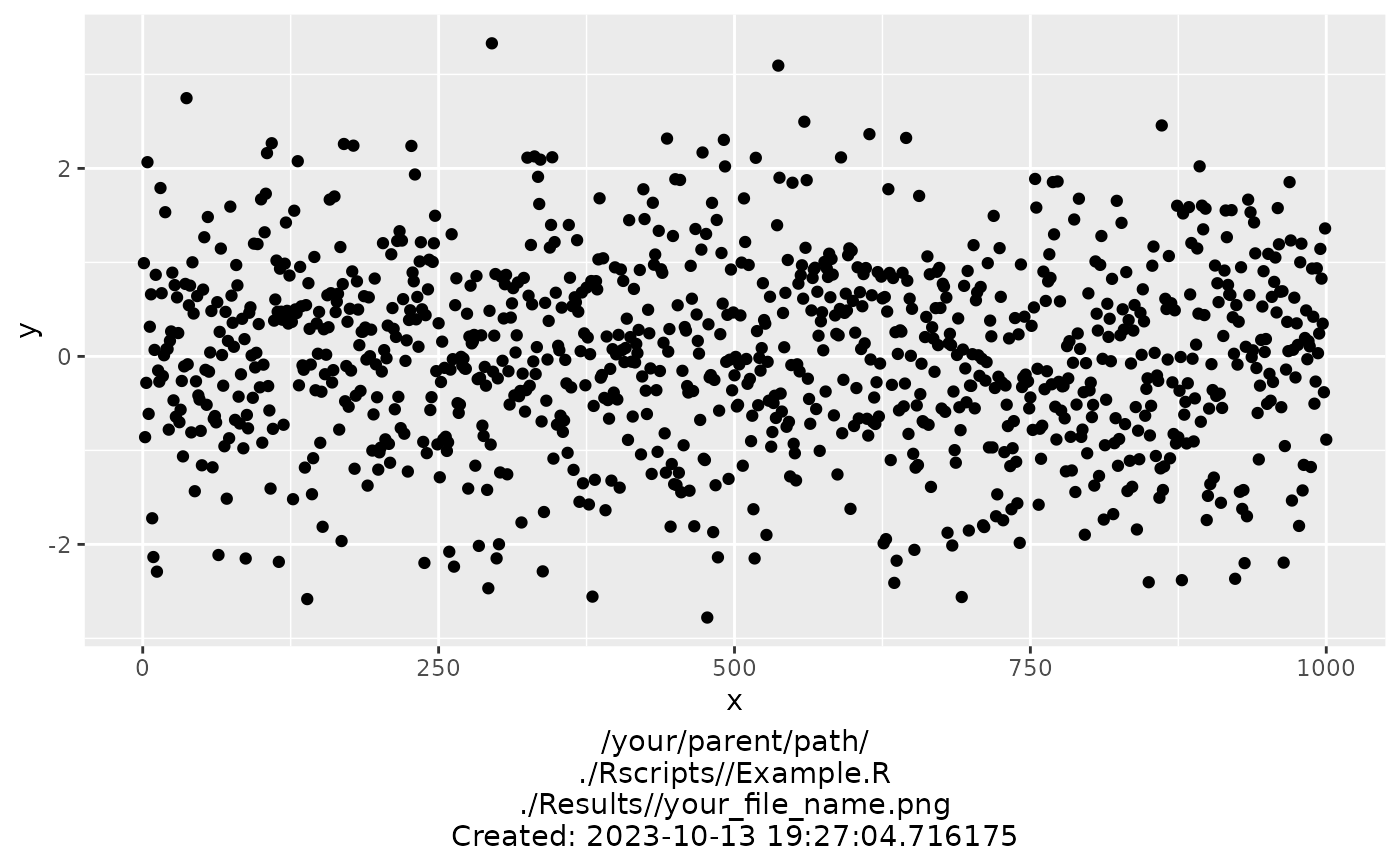 2
0
-2
y
0 250 500 750 1000
x
/your/parent/path/
./Rscripts//Example.R
./Results//your_file_name.png
Created: 2023-10-13 19:27:04.716175